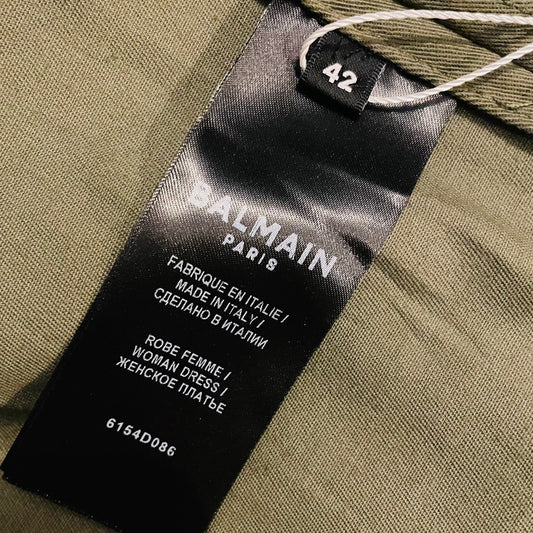 42
BALMAIN
PARIS
FABRIQUE EN ITALIE /
MADE IN ITALY /
СДЕЛАНО В ИТАЛИИ
ROBE FEMME /
WOMAN DRESS /
ЖЕНСКОЕ ПЛАТЬЕ
6154D086